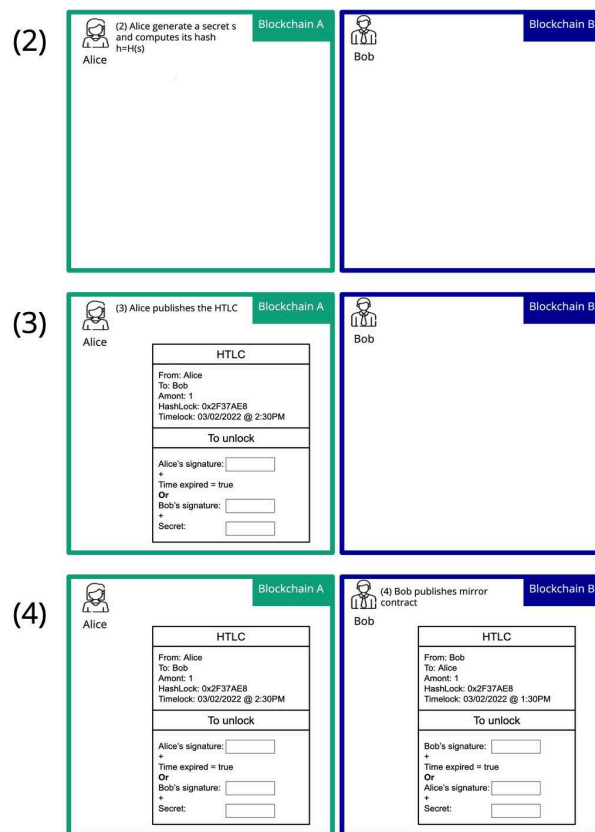 (2)
(2) Alice generate a secret s
and computes its hash
h=H(s)
Alice
Blockchain A
Bob
Blockchain B
(3)
(3) Alice publishes the HTLC
Alice
Blockchain A
HTLC
From: Alice
To: Bob
Amont: 1
HashLock: 0x2F37AE8
Timelock: 03/02/2022 @ 2:30PM
To unlock
Alice's signature:
+
Time expired = true
Or
Bob's signature:
+
Secret:
Bob
Blockchain B
(4)
Alice
Blockchain A
HTLC
From: Alice
To: Bob
Amont: 1
HashLock: 0x2F37AE8
Timelock: 03/02/2022 @ 2:30PM
To unlock
Alice's signature:
+
Time expired = true
Or
Bob's signature:
+
Secret:
(4) Bob publishes mirror
contract
Bob
Blockchain B
HTLC
From: Bob
To: Alice
Amont: 1
HashLock: 0x2F37AE8
Timelock: 03/02/2022 @ 1:30PM
To unlock
Bob's signature:
+
Time expired = true
Or
Alice's signature:
+
Secret: